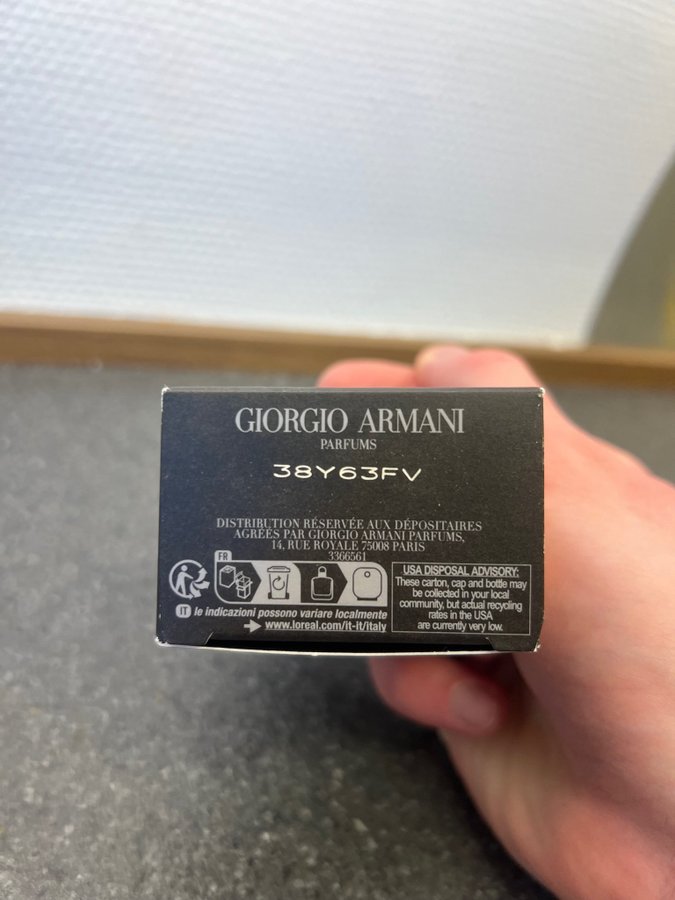 GIORGIO ARMANI
PARFUMS
38Y63FV
DISTRIBUTION RÉSERVÉE AUX DÉPOSITAIRES
AGRÉÉS PAR GIORGIO ARMANI PARFUMS,
14, RUE ROYALE 75008 PARIS
3366561
FR
IT le indicazioni possono variare localmente
www.loreal.com/it-it/italy
USA DISPOSAL ADVISORY:
These carton, cap and bottle may
be collected in your local
community, but actual recycling
rates in the USA
are currently very low.